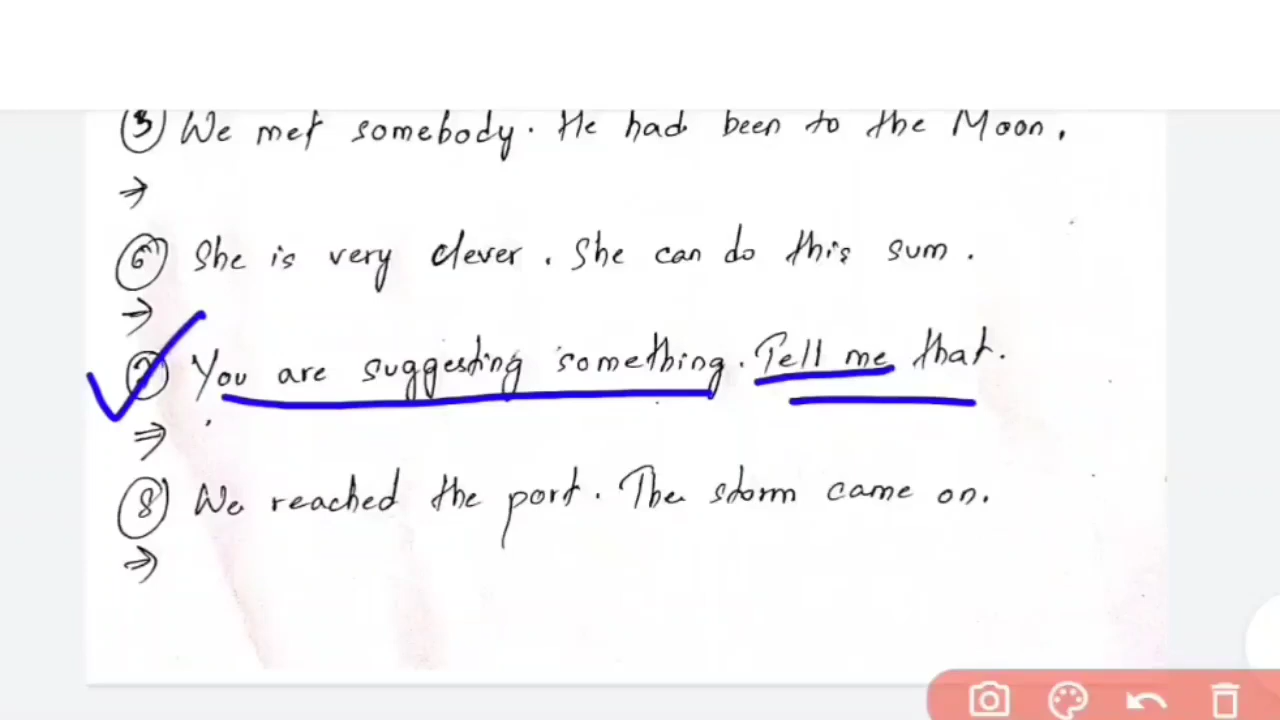 (5) We met somebody. He had been to the Moon.
⇒
(6) She is very clever. She can do this sum.
⇒
(7) You are suggesting something. Tell me that.
⇒
(8) We reached the port. The storm came on.
⇒